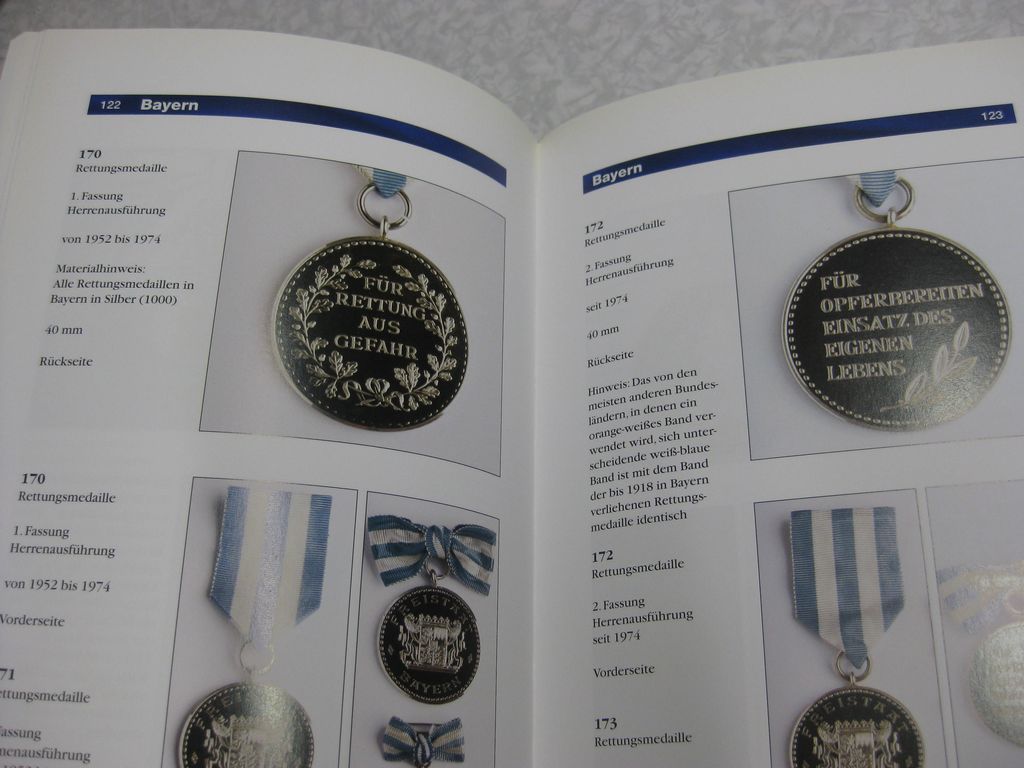 122 Bayern
170
Rettungsmedaille
1. Fassung
Herrenausführung
von 1952 bis 1974
Materialhinweis:
Alle Rettungsmedaillen in
Bayern in Silber (1000)
40 mm
Rückseite
FÜR
RETTUNG
AUS
GEFAHR
170
Rettungsmedaille
1. Fassung
Herrenausführung
von 1952 bis 1974
Vorderseite
71
ettungsmedaille
assung
FREISTAAT
BAYERN
Bayern 123
172
Rettungsmedaille
2. Fassung
Herrenausführung
seit 1974
40 mm
Rückseite
Hinweis: Das von den
meisten anderen Bundes-
ländern, in denen ein
orange-weißes Band ver-
wendet wird, sich unter-
scheidende weiß-blaue
Band ist mit dem Band
der bis 1918 in Bayern
verliehenen Rettungs-
medaille identisch
FÜR
OPFERBEREITEN
EINSATZ DES
EIGENEN
LEBENS
172
Rettungsmedaille
2. Fassung
Herrenausführung
seit 1974
Vorderseite
173
Rettungsmedaille
FREISTAAT